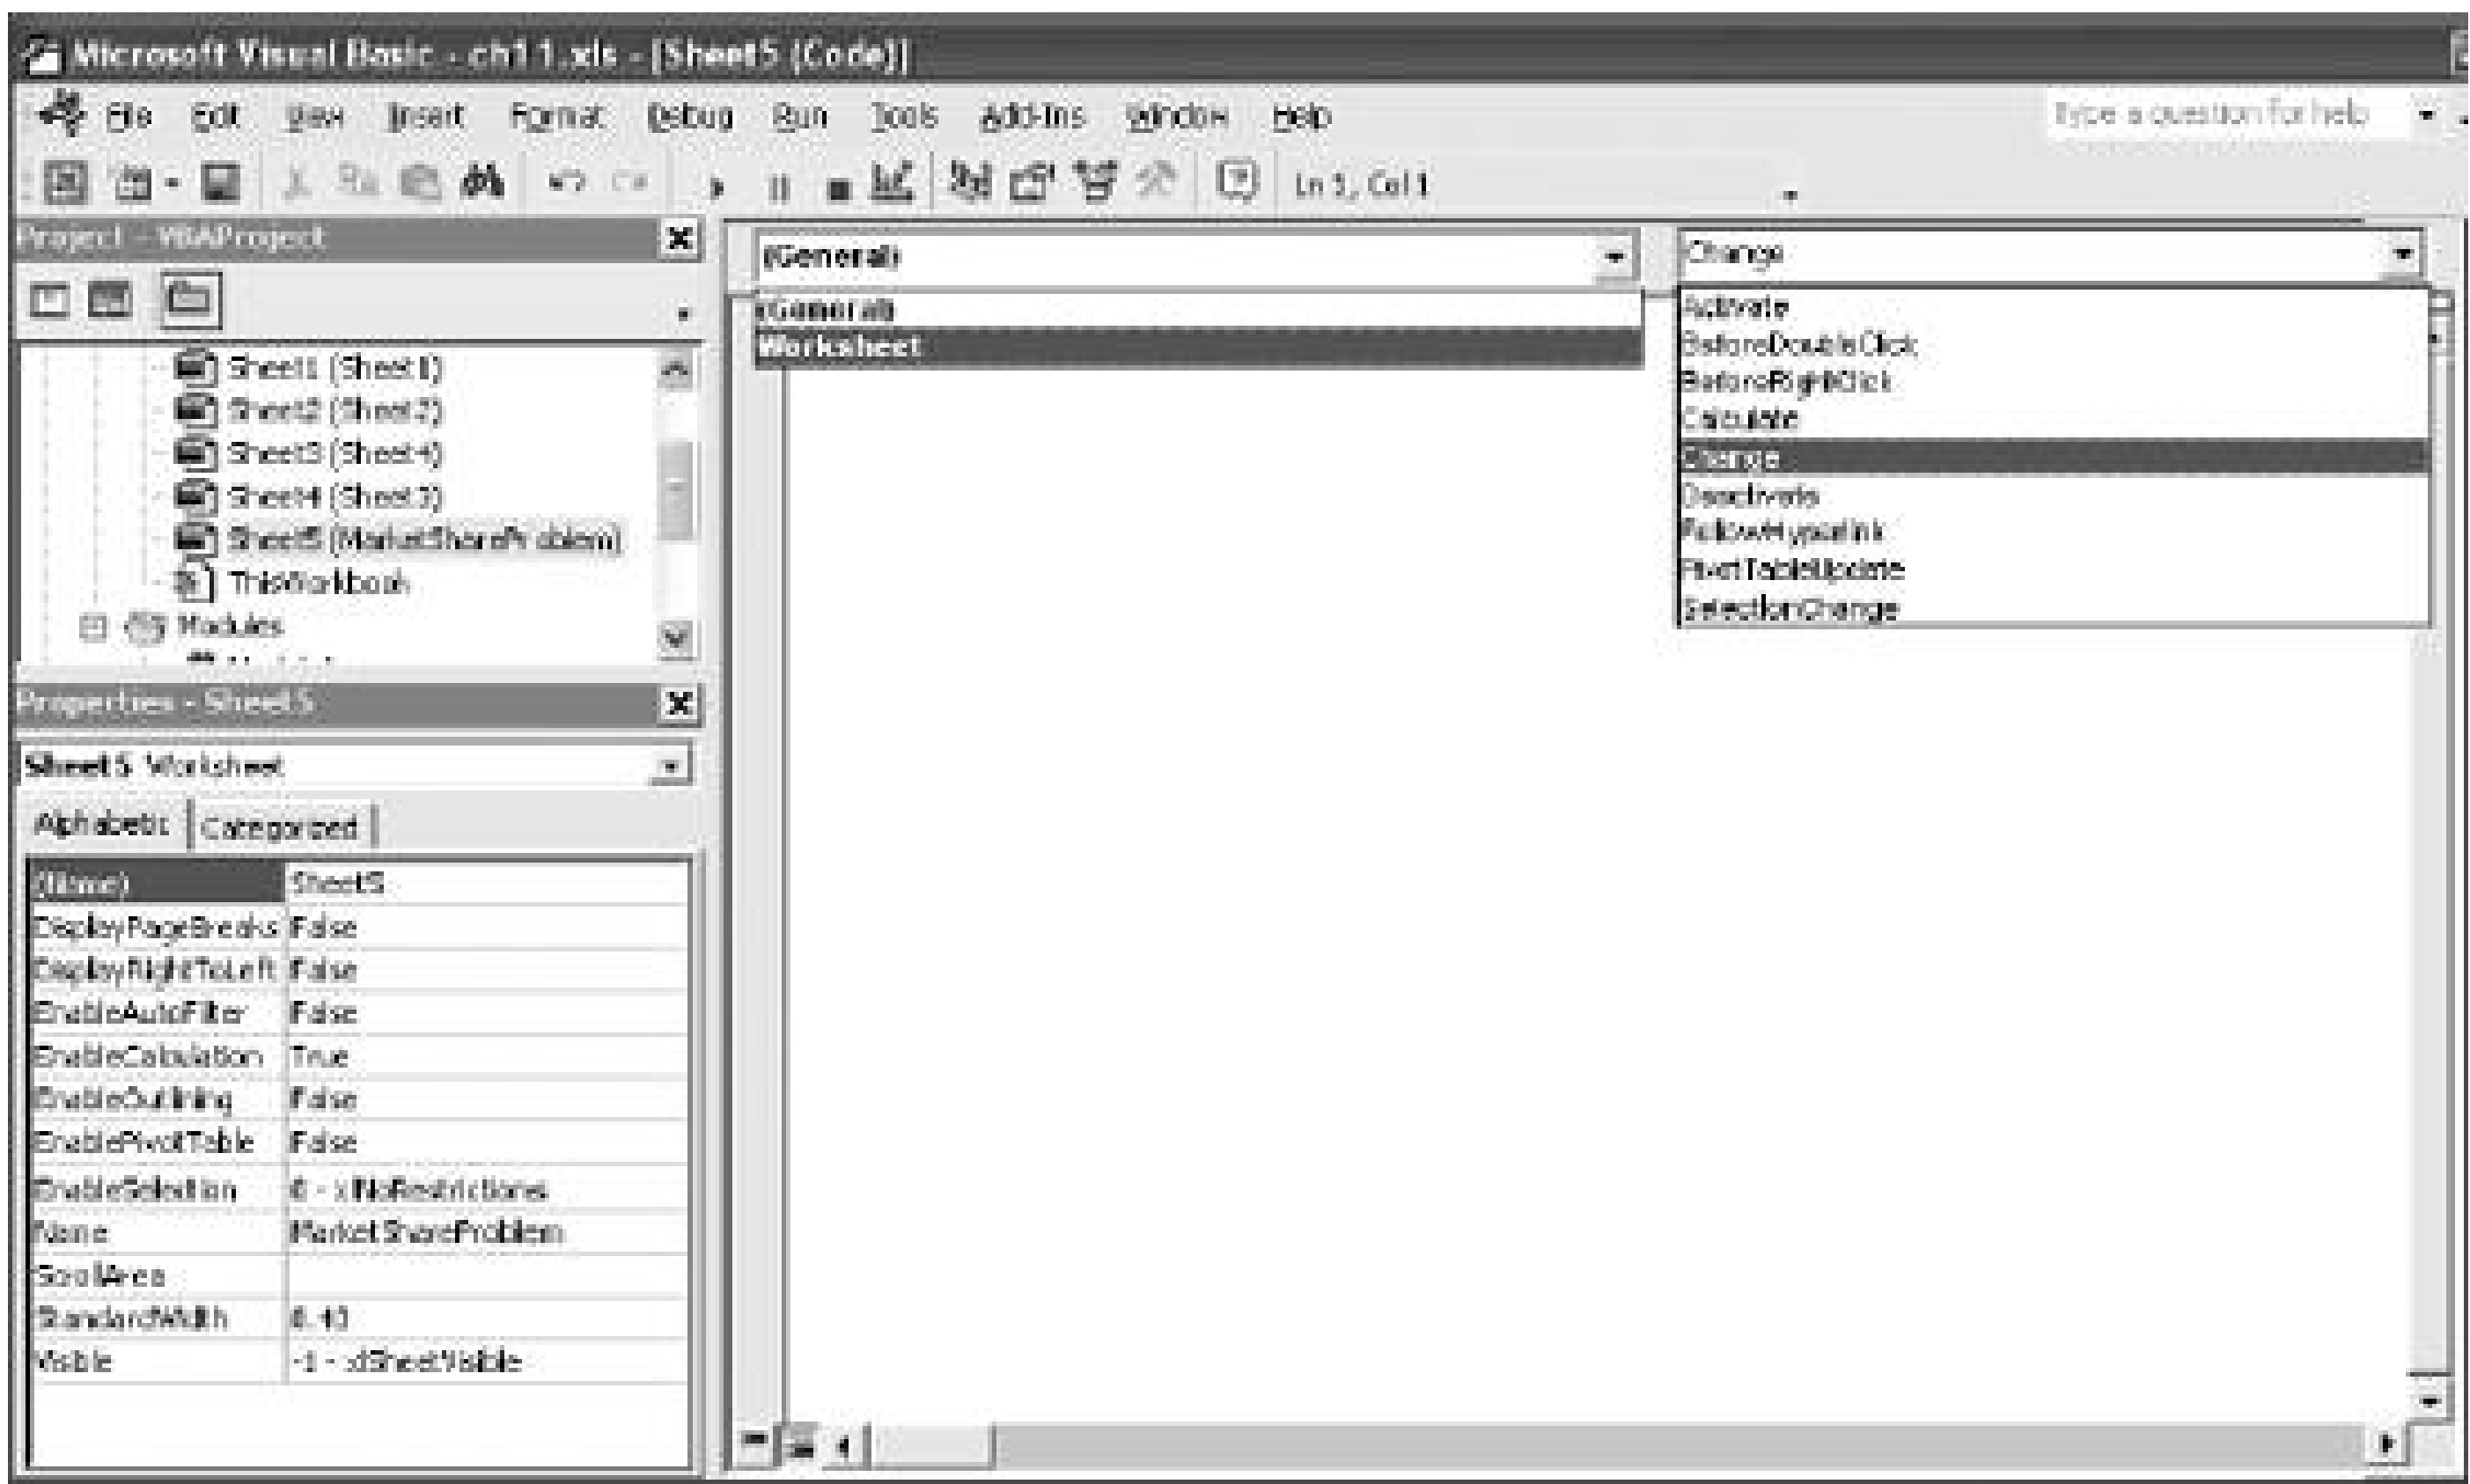 Microsoft Visual Basic - ch11.xls - [Sheet5 (Code)]
File Edit View Insert Format Debug Run Tools Add-Ins Window Help Type a question for help
Ln 1, Col 1
Project - VBAProject
Sheet1 (Sheet1)
Sheet2 (Sheet2)
Sheet3 (Sheet4)
Sheet4 (Sheet3)
Sheet5 (MarketShareProblem)
ThisWorkbook
Modules
Properties - Sheet5
Sheet5 Worksheet
Alphabetic Categorized
(Name) Sheet5
DisplayPageBreaks False
DisplayRightToLeft False
EnableAutoFilter False
EnableCalculation True
EnableOutlining False
EnablePivotTable False
EnableSelection 0 - xlNoRestrictions
Name MarketShareProblem
ScrollArea
StandardWidth 8.43
Visible -1 - xlSheetVisible
(General)
(General)
Worksheet
Change
Activate
BeforeDoubleClick
BeforeRightClick
Calculate
Change
Deactivate
FollowHyperlink
PivotTableUpdate
SelectionChange